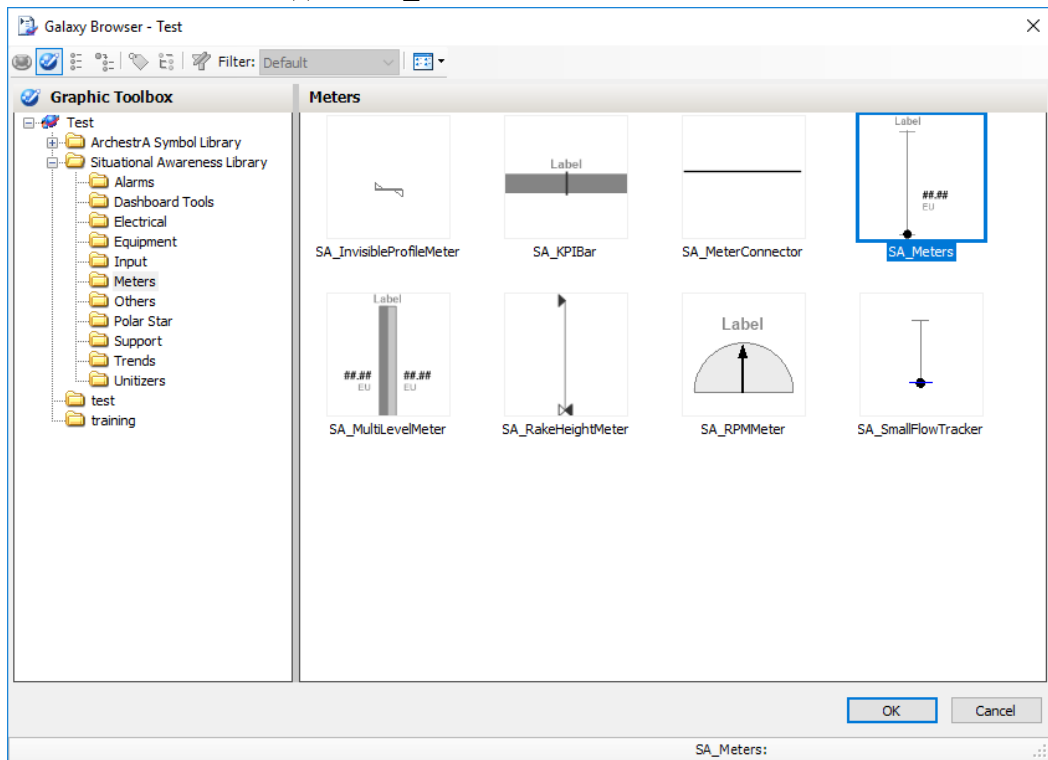 Galaxy Browser - Test
Filter: Default
Graphic Toolbox
Test
ArchestrA Symbol Library
Situational Awareness Library
Alarms
Dashboard Tools
Electrical
Equipment
Input
Meters
Others
Polar Star
Support
Trends
Unitizers
test
training
Meters
SA_InvisibleProfileMeter
Label
SA_KPIBar
SA_MeterConnector
Label
##.##
EU
SA_Meters
Label
##.## ##.##
EU EU
SA_MultiLevelMeter
SA_RakeHeightMeter
Label
SA_RPMMeter
SA_SmallFlowTracker
OK Cancel
SA_Meters: